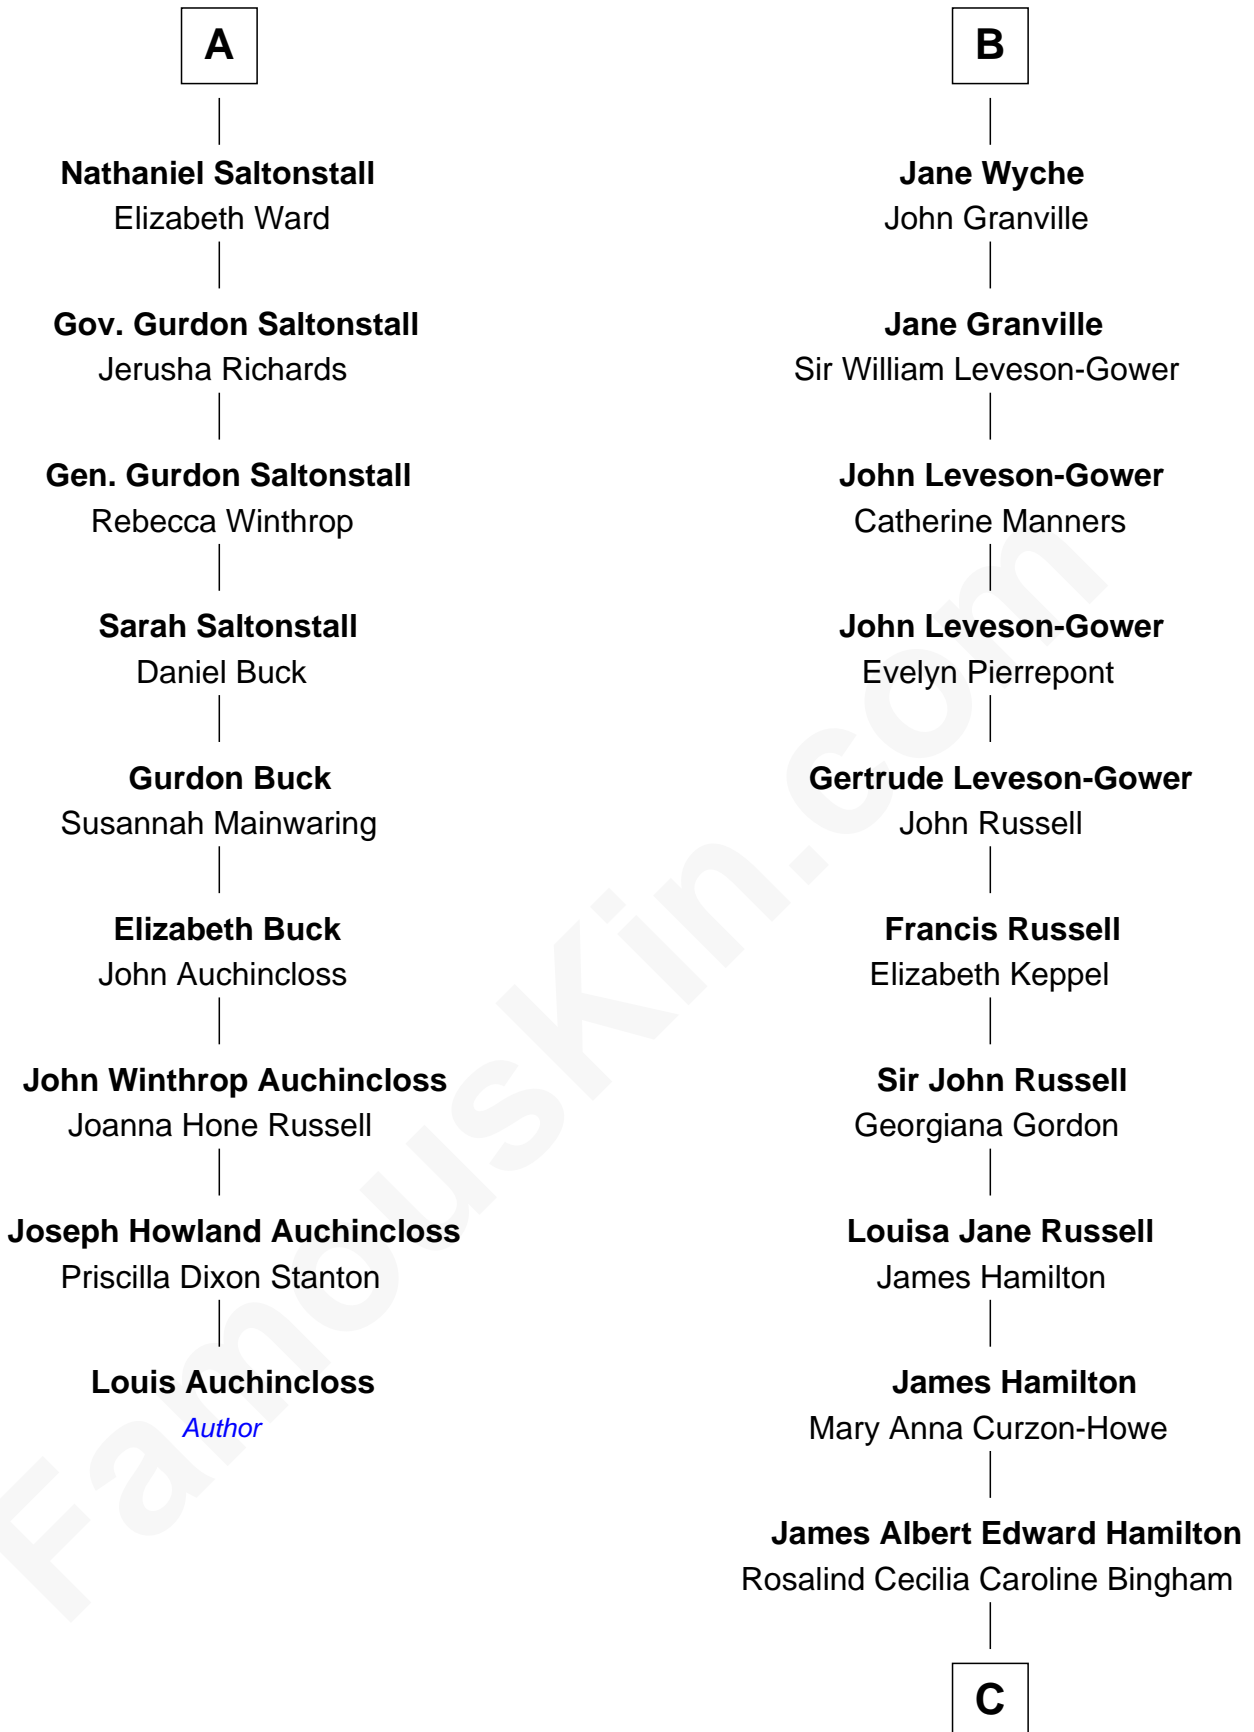 A
Nathaniel Saltonstall
Elizabeth Ward
Gov. Gurdon Saltonstall
Jerusha Richards
Gen. Gurdon Saltonstall
Rebecca Winthrop
Sarah Saltonstall
Daniel Buck
Gurdon Buck
Susannah Mainwaring
Elizabeth Buck
John Auchincloss
John Winthrop Auchincloss
Joanna Hone Russell
Joseph Howland Auchincloss
Priscilla Dixon Stanton
Louis Auchincloss
Author
B
Jane Wyche
John Granville
Jane Granville
Sir William Leveson-Gower
John Leveson-Gower
Catherine Manners
John Leveson-Gower
Evelyn Pierrepont
Gertrude Leveson-Gower
John Russell
Francis Russell
Elizabeth Keppel
Sir John Russell
Georgiana Gordon
Louisa Jane Russell
James Hamilton
James Hamilton
Mary Anna Curzon-Howe
James Albert Edward Hamilton
Rosalind Cecilia Caroline Bingham
C
FamousKin.com